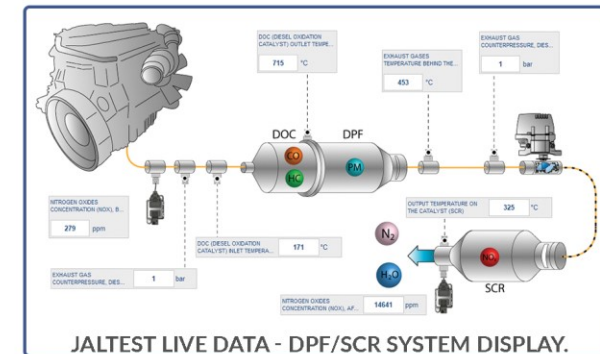 DOC (DIESEL OXIDATION
CATALYST) OUTLET TEMPE...
715 °C
EXHAUST GASES
TEMPERATURE BEHIND THE...
453 °C
EXHAUST GAS
COUNTERPRESSURE, DIES...
1 bar
DOC DPF
CO
HC
PM
NITROGEN OXIDES
CONCENTRATION (NOX), B...
279 ppm
DOC (DIESEL OXIDATION
CATALYST) INLET TEMPERA...
171 °C
EXHAUST GAS
COUNTERPRESSURE, DIES...
1 bar
OUTPUT TEMPERATURE ON
THE CATALYST (SCR)
325 °C
N₂
H₂O
SCR
NITROGEN OXIDES
CONCENTRATION (NOX), AF...
14641 ppm
JALTEST LIVE DATA - DPF/SCR SYSTEM DISPLAY.